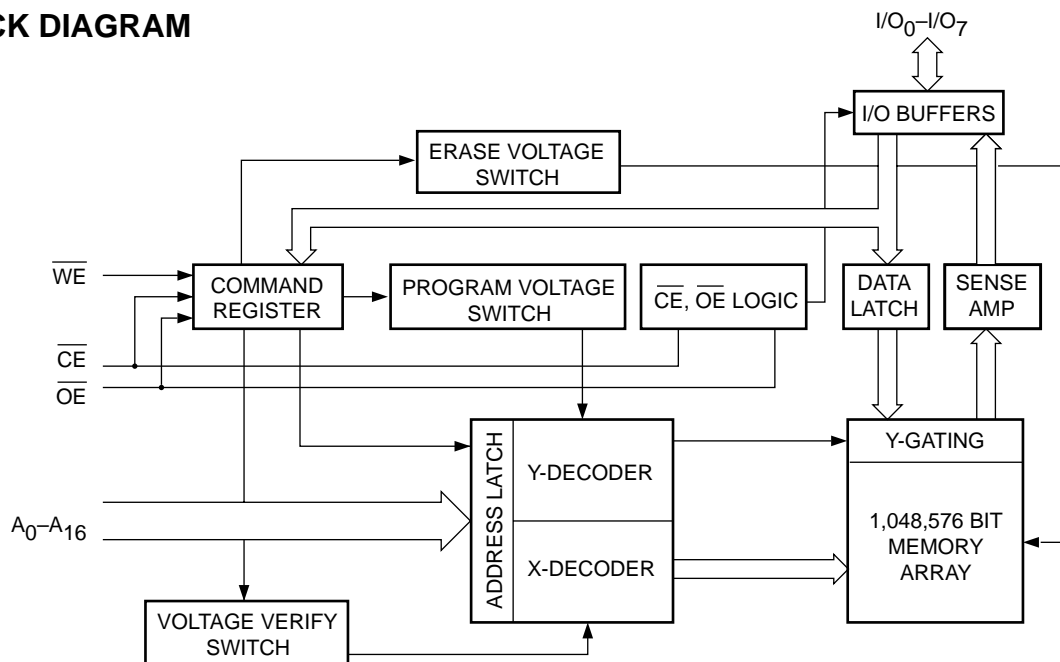 CK DIAGRAM
I/O0–I/O7
I/O BUFFERS
ERASE VOLTAGE
SWITCH
WE
CE
OE
COMMAND
REGISTER
PROGRAM VOLTAGE
SWITCH
CE, OE LOGIC
DATA
LATCH
SENSE
AMP
A0–A16
ADDRESS LATCH
Y-DECODER
X-DECODER
Y-GATING
1,048,576 BIT
MEMORY
ARRAY
VOLTAGE VERIFY
SWITCH